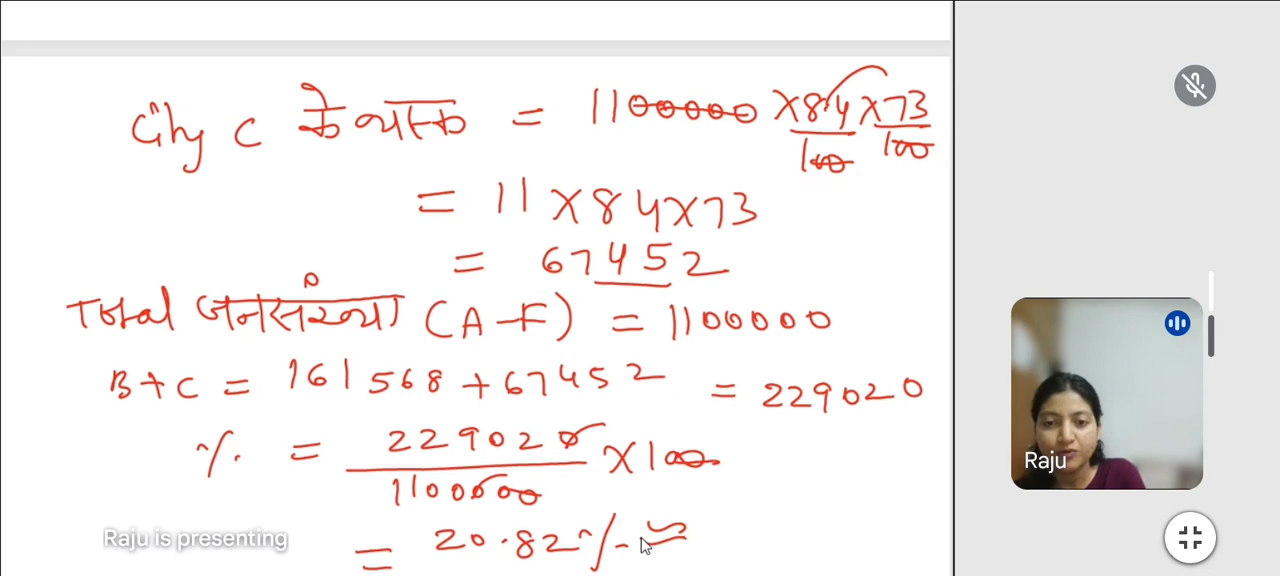 City C के वयस्क = 1100000 × 84/100 × 73/100
= 11 × 84 × 73
= 67452
Total जनसंख्या (A-F) = 1100000
B + C = 161568 + 67452 = 229020
% = 229020/1100000 × 100
= 20.82%
Raju is presenting
Raju